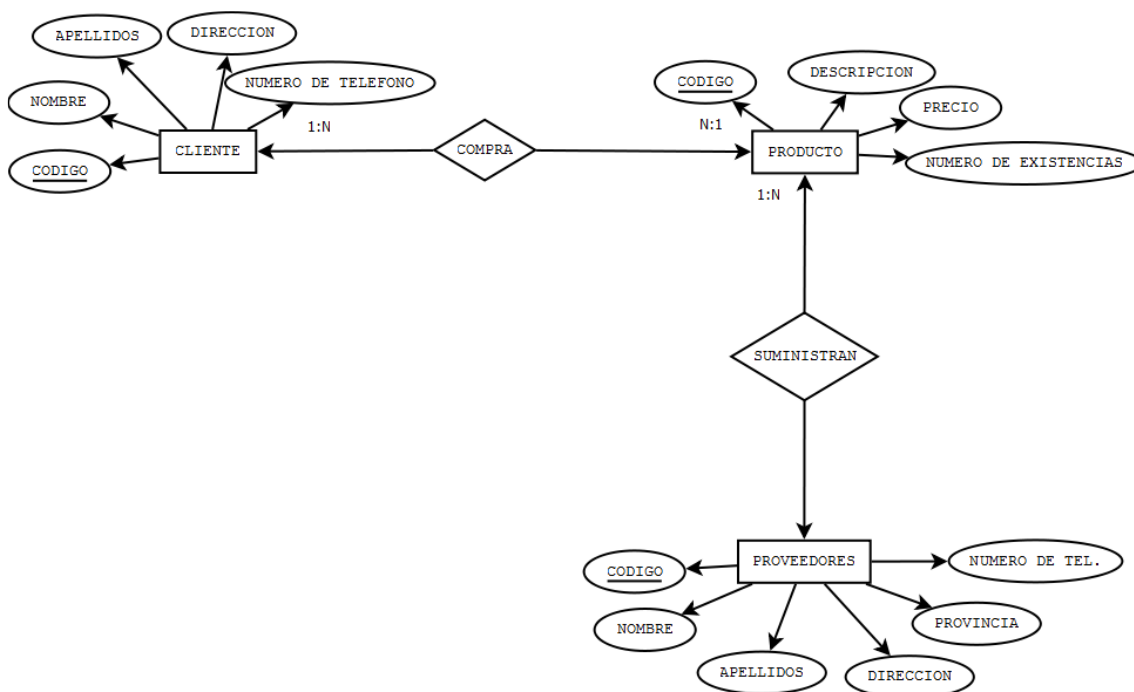 APELLIDOS
DIRECCION
NUMERO DE TELEFONO
NOMBRE
1:N
CLIENTE
CODIGO
COMPRA
CODIGO
DESCRIPCION
PRECIO
N:1
PRODUCTO
NUMERO DE EXISTENCIAS
1:N
SUMINISTRAN
PROVEEDORES
NUMERO DE TEL.
CODIGO
NOMBRE
PROVINCIA
APELLIDOS
DIRECCION